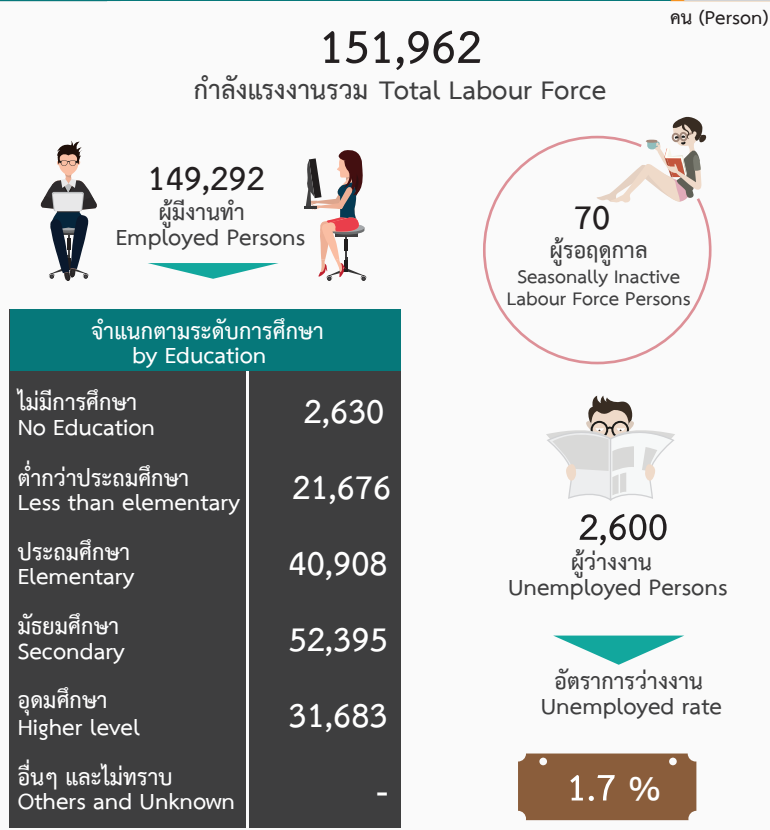 คน (Person)
151,962
กำลังแรงงานรวม Total Labour Force
149,292
ผู้มีงานทำ
Employed Persons
70
ผู้รอฤดูกาล
Seasonally Inactive
Labour Force Persons
จำแนกตามระดับการศึกษา
by Education
ไม่มีการศึกษา
No Education
2,630
ต่ำกว่าประถมศึกษา
Less than elementary
21,676
ประถมศึกษา
Elementary
40,908
มัธยมศึกษา
Secondary
52,395
อุดมศึกษา
Higher level
31,683
อื่นๆ และไม่ทราบ
Others and Unknown
-
2,600
ผู้ว่างงาน
Unemployed Persons
อัตราการว่างงาน
Unemployed rate
1.7 %